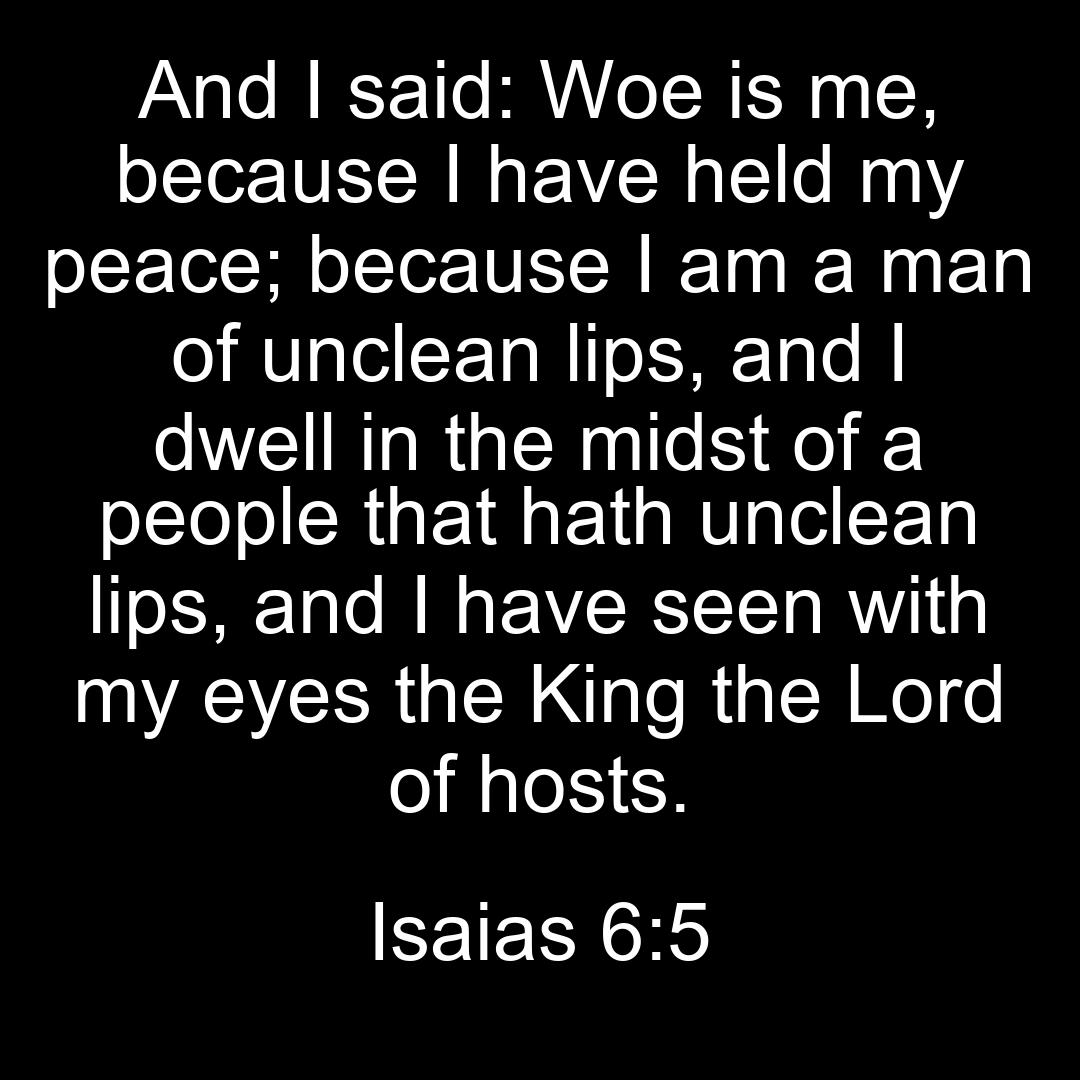 And I said: Woe is me,
because I have held my
peace; because I am a man
of unclean lips, and I
dwell in the midst of a
people that hath unclean
lips, and I have seen with
my eyes the King the Lord
of hosts.
Isaias 6:5